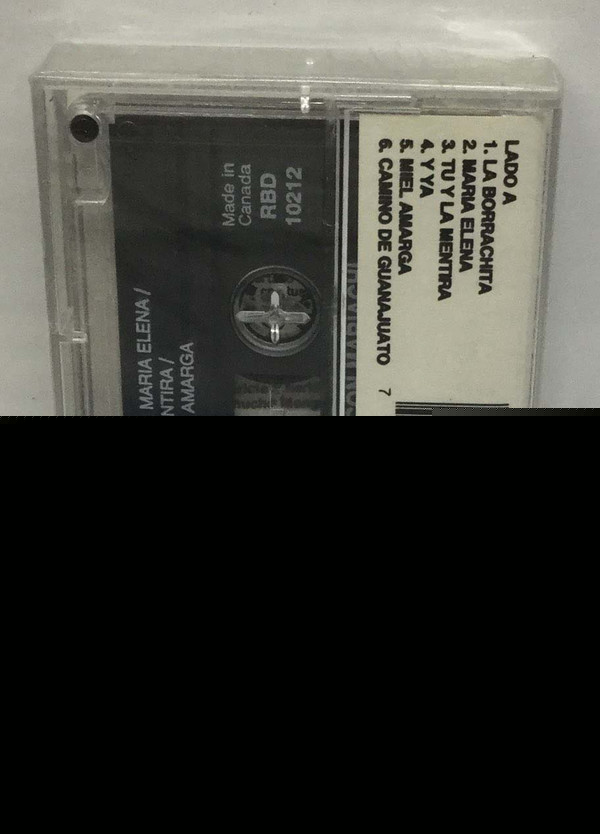 LADO A
1. LA BORRACHITA
2. MARIA ELENA
3. TU Y LA MENTIRA
4. Y YA
5. MIEL AMARGA
6. CAMINO DE GUANAJUATO
7
Made in
Canada
RBD
10212
MARIA ELENA /
NTIRA /
AMARGA